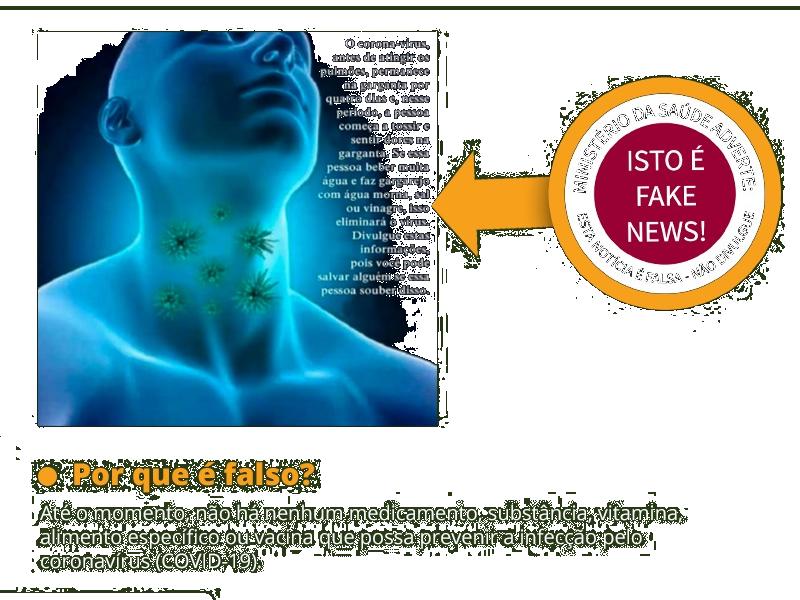 O corona-virus,
antes de atingir os
pulmões, permanece
na garganta por
quatro dias e, nesse
período, a pessoa
começa a tossir e
sentir dores na
garganta. Se essa
pessoa beber muita
água e faz gargarejo
com água morna, sal
ou vinagre, isso
eliminará o vírus.
Divulgue estas
informações,
pois você pode
salvar alguém se essa
pessoa souber disso.
MINISTÉRIO DA SAÚDE ADVERTE:
ISTO É
FAKE
NEWS!
ESTA NOTÍCIA É FALSA - NÃO DIVULGUE
● Por que é falso?
Até o momento, não há nenhum medicamento, substância, vitamina,
alimento específico ou vacina que possa prevenir a infecção pelo
coronavírus (COVID-19).